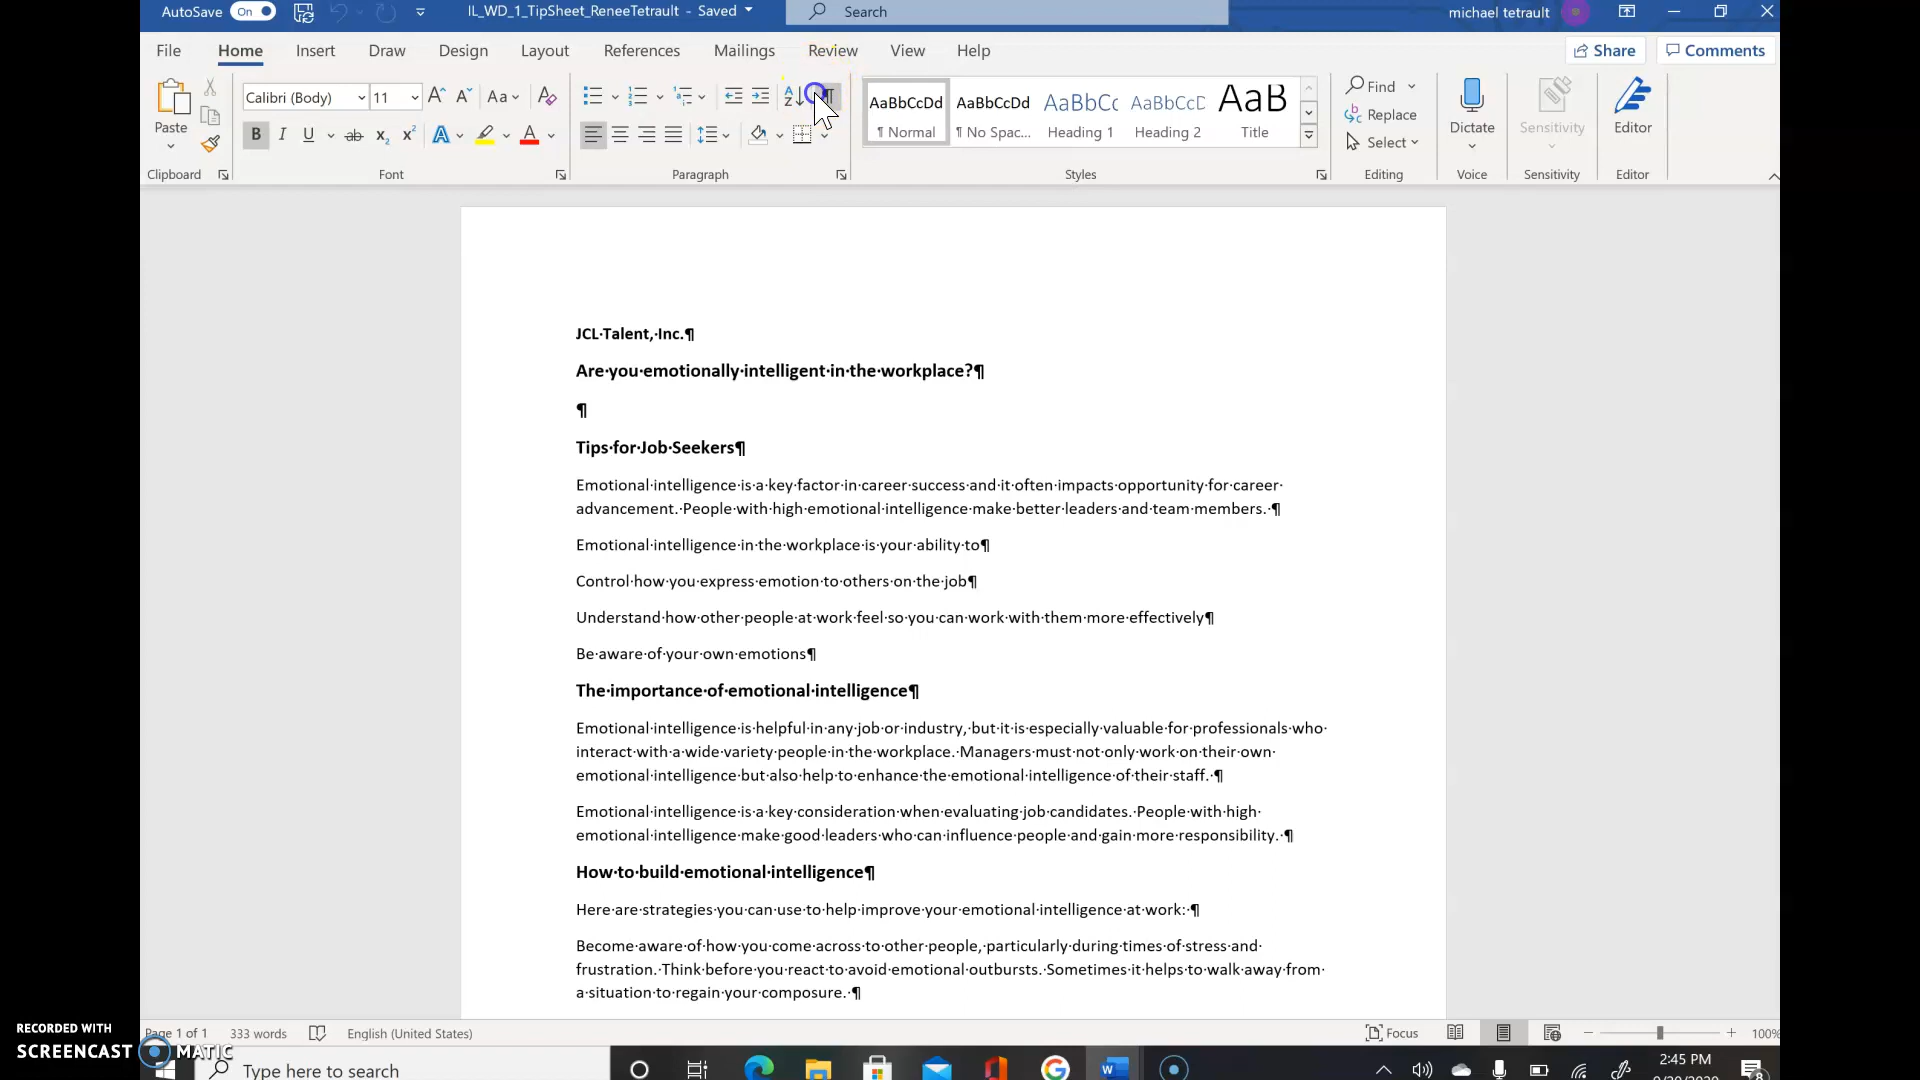 AutoSave On IL_WD_1_TipSheet_ReneeTetrault - Saved Search michael tetrault
File Home Insert Draw Design Layout References Mailings Review View Help Share Comments
Calibri (Body) 11 Aa AaBbCcDd AaBbCcDd AaBbCc AaBbCcD AaB Find
Paste Normal No Spac... Heading 1 Heading 2 Title Replace Dictate Sensitivity Editor
Select
Clipboard Font Paragraph Styles Editing Voice Sensitivity Editor
JCL·Talent,·Inc.¶
Are·you·emotionally·intelligent·in·the·workplace?¶
¶
Tips·for·Job·Seekers¶
Emotional·intelligence·is·a·key·factor·in·career·success·and·it·often·impacts·opportunity·for·career·
advancement.·People·with·high·emotional·intelligence·make·better·leaders·and·team·members.·¶
Emotional·intelligence·in·the·workplace·is·your·ability·to¶
Control·how·you·express·emotion·to·others·on·the·job¶
Understand·how·other·people·at·work·feel·so·you·can·work·with·them·more·effectively¶
Be·aware·of·your·own·emotions¶
The·importance·of·emotional·intelligence¶
Emotional·intelligence·is·helpful·in·any·job·or·industry,·but·it·is·especially·valuable·for·professionals·who·
interact·with·a·wide·variety·people·in·the·workplace.·Managers·must·not·only·work·on·their·own·
emotional·intelligence·but·also·help·to·enhance·the·emotional·intelligence·of·their·staff.·¶
Emotional·intelligence·is·a·key·consideration·when·evaluating·job·candidates.·People·with·high·
emotional·intelligence·make·good·leaders·who·can·influence·people·and·gain·more·responsibility.·¶
How·to·build·emotional·intelligence¶
Here·are·strategies·you·can·use·to·help·improve·your·emotional·intelligence·at·work:·¶
Become·aware·of·how·you·come·across·to·other·people,·particularly·during·times·of·stress·and·
frustration.·Think·before·you·react·to·avoid·emotional·outbursts.·Sometimes·it·helps·to·walk·away·from·
a·situation·to·regain·your·composure.·¶
Page 1 of 1 333 words English (United States) Focus 100%
RECORDED WITH
SCREENCAST MATIC
Type here to search 2:45 PM